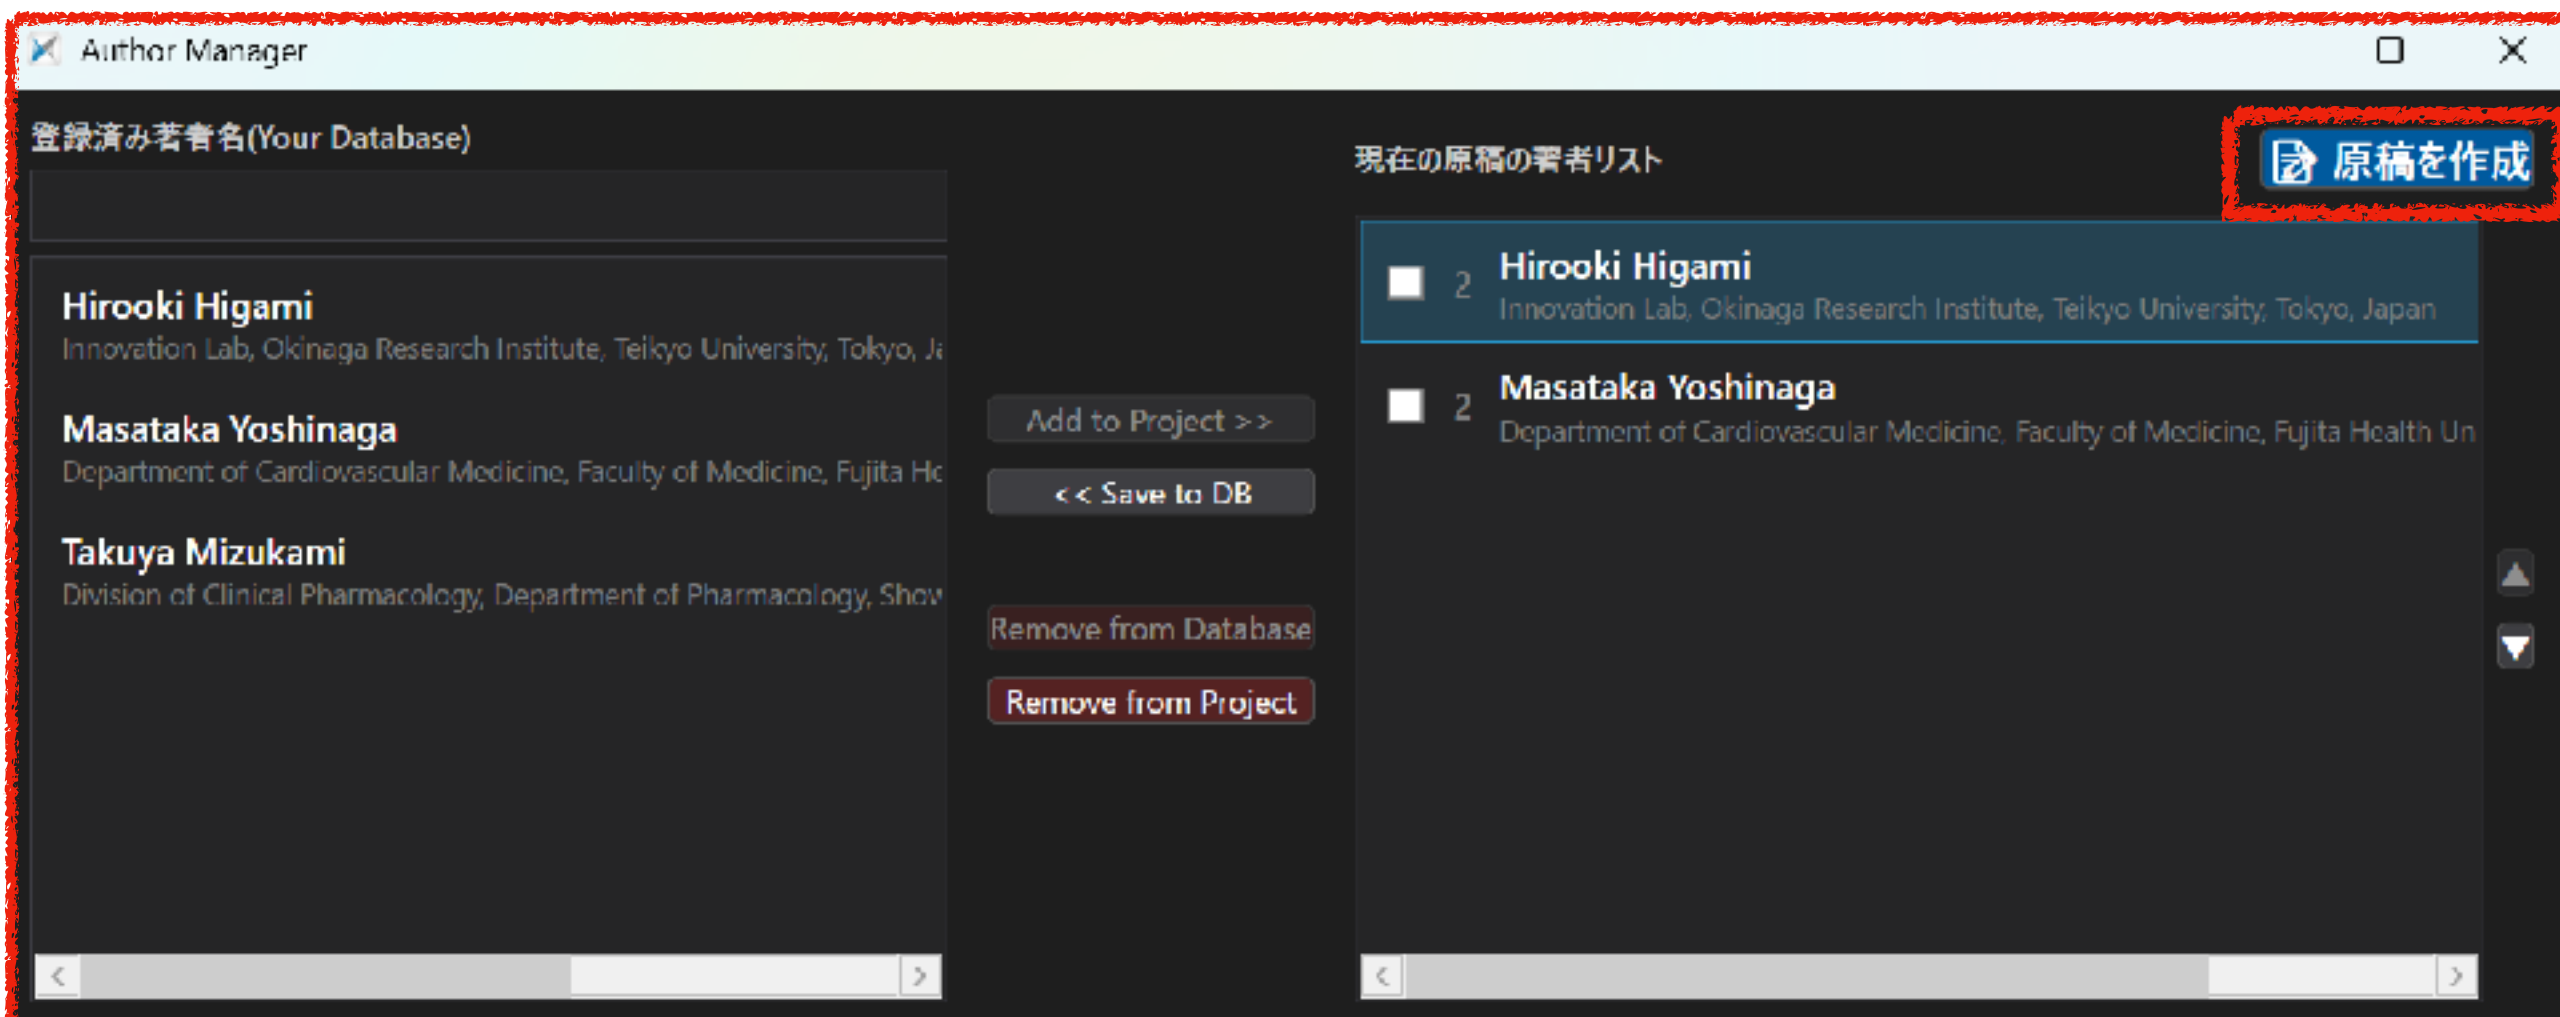 Author Manager
登録済み著者名(Your Database)
Hirooki Higami
Innovation Lab, Okinaga Research Institute, Teikyo University, Tokyo,
Masataka Yoshinaga
Department of Cardiovascular Medicine, Faculty of Medicine, Fujita
Takuya Mizukami
Division of Clinical Pharmacology, Department of Pharmacology,
Add to Project >>
<< Save to DB
Remove from Database
Remove from Project
現在の原稿の著者リスト
原稿を作成
2 Hirooki Higami
Innovation Lab, Okinaga Research Institute, Teikyo University, Tokyo, Japan
2 Masataka Yoshinaga
Department of Cardiovascular Medicine, Faculty of Medicine, Fujita Health Un